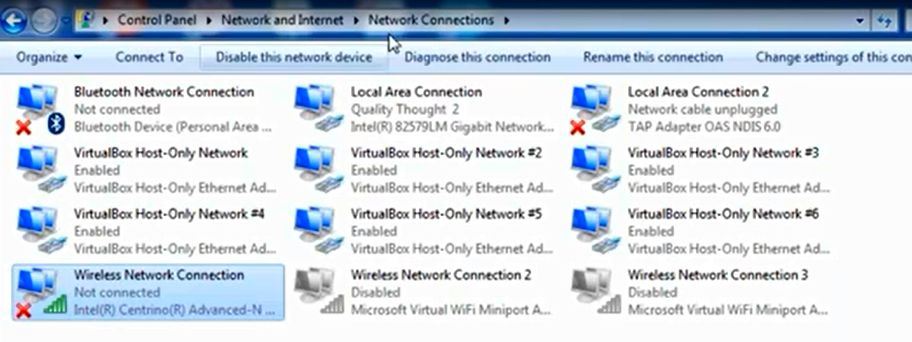 Control Panel Network and Internet Network Connections
Organize Connect To Disable this network device Diagnose this connection Rename this connection Change settings of this con
Bluetooth Network Connection
Not connected
Bluetooth Device (Personal Area ...
Local Area Connection
Quality Thought 2
Intel(R) 82579LM Gigabit Network...
Local Area Connection 2
Network cable unplugged
TAP Adapter OAS NDIS 6.0
VirtualBox Host-Only Network
Enabled
VirtualBox Host-Only Ethernet Ad...
VirtualBox Host-Only Network #2
Enabled
VirtualBox Host-Only Ethernet Ad...
VirtualBox Host-Only Network #3
Enabled
VirtualBox Host-Only Ethernet Ad...
VirtualBox Host-Only Network #4
Enabled
VirtualBox Host-Only Ethernet Ad...
VirtualBox Host-Only Network #5
Enabled
VirtualBox Host-Only Ethernet Ad...
VirtualBox Host-Only Network #6
Enabled
VirtualBox Host-Only Ethernet Ad...
Wireless Network Connection
Not connected
Intel(R) Centrino(R) Advanced-N ...
Wireless Network Connection 2
Disabled
Microsoft Virtual WiFi Miniport A...
Wireless Network Connection 3
Disabled
Microsoft Virtual WiFi Miniport A...